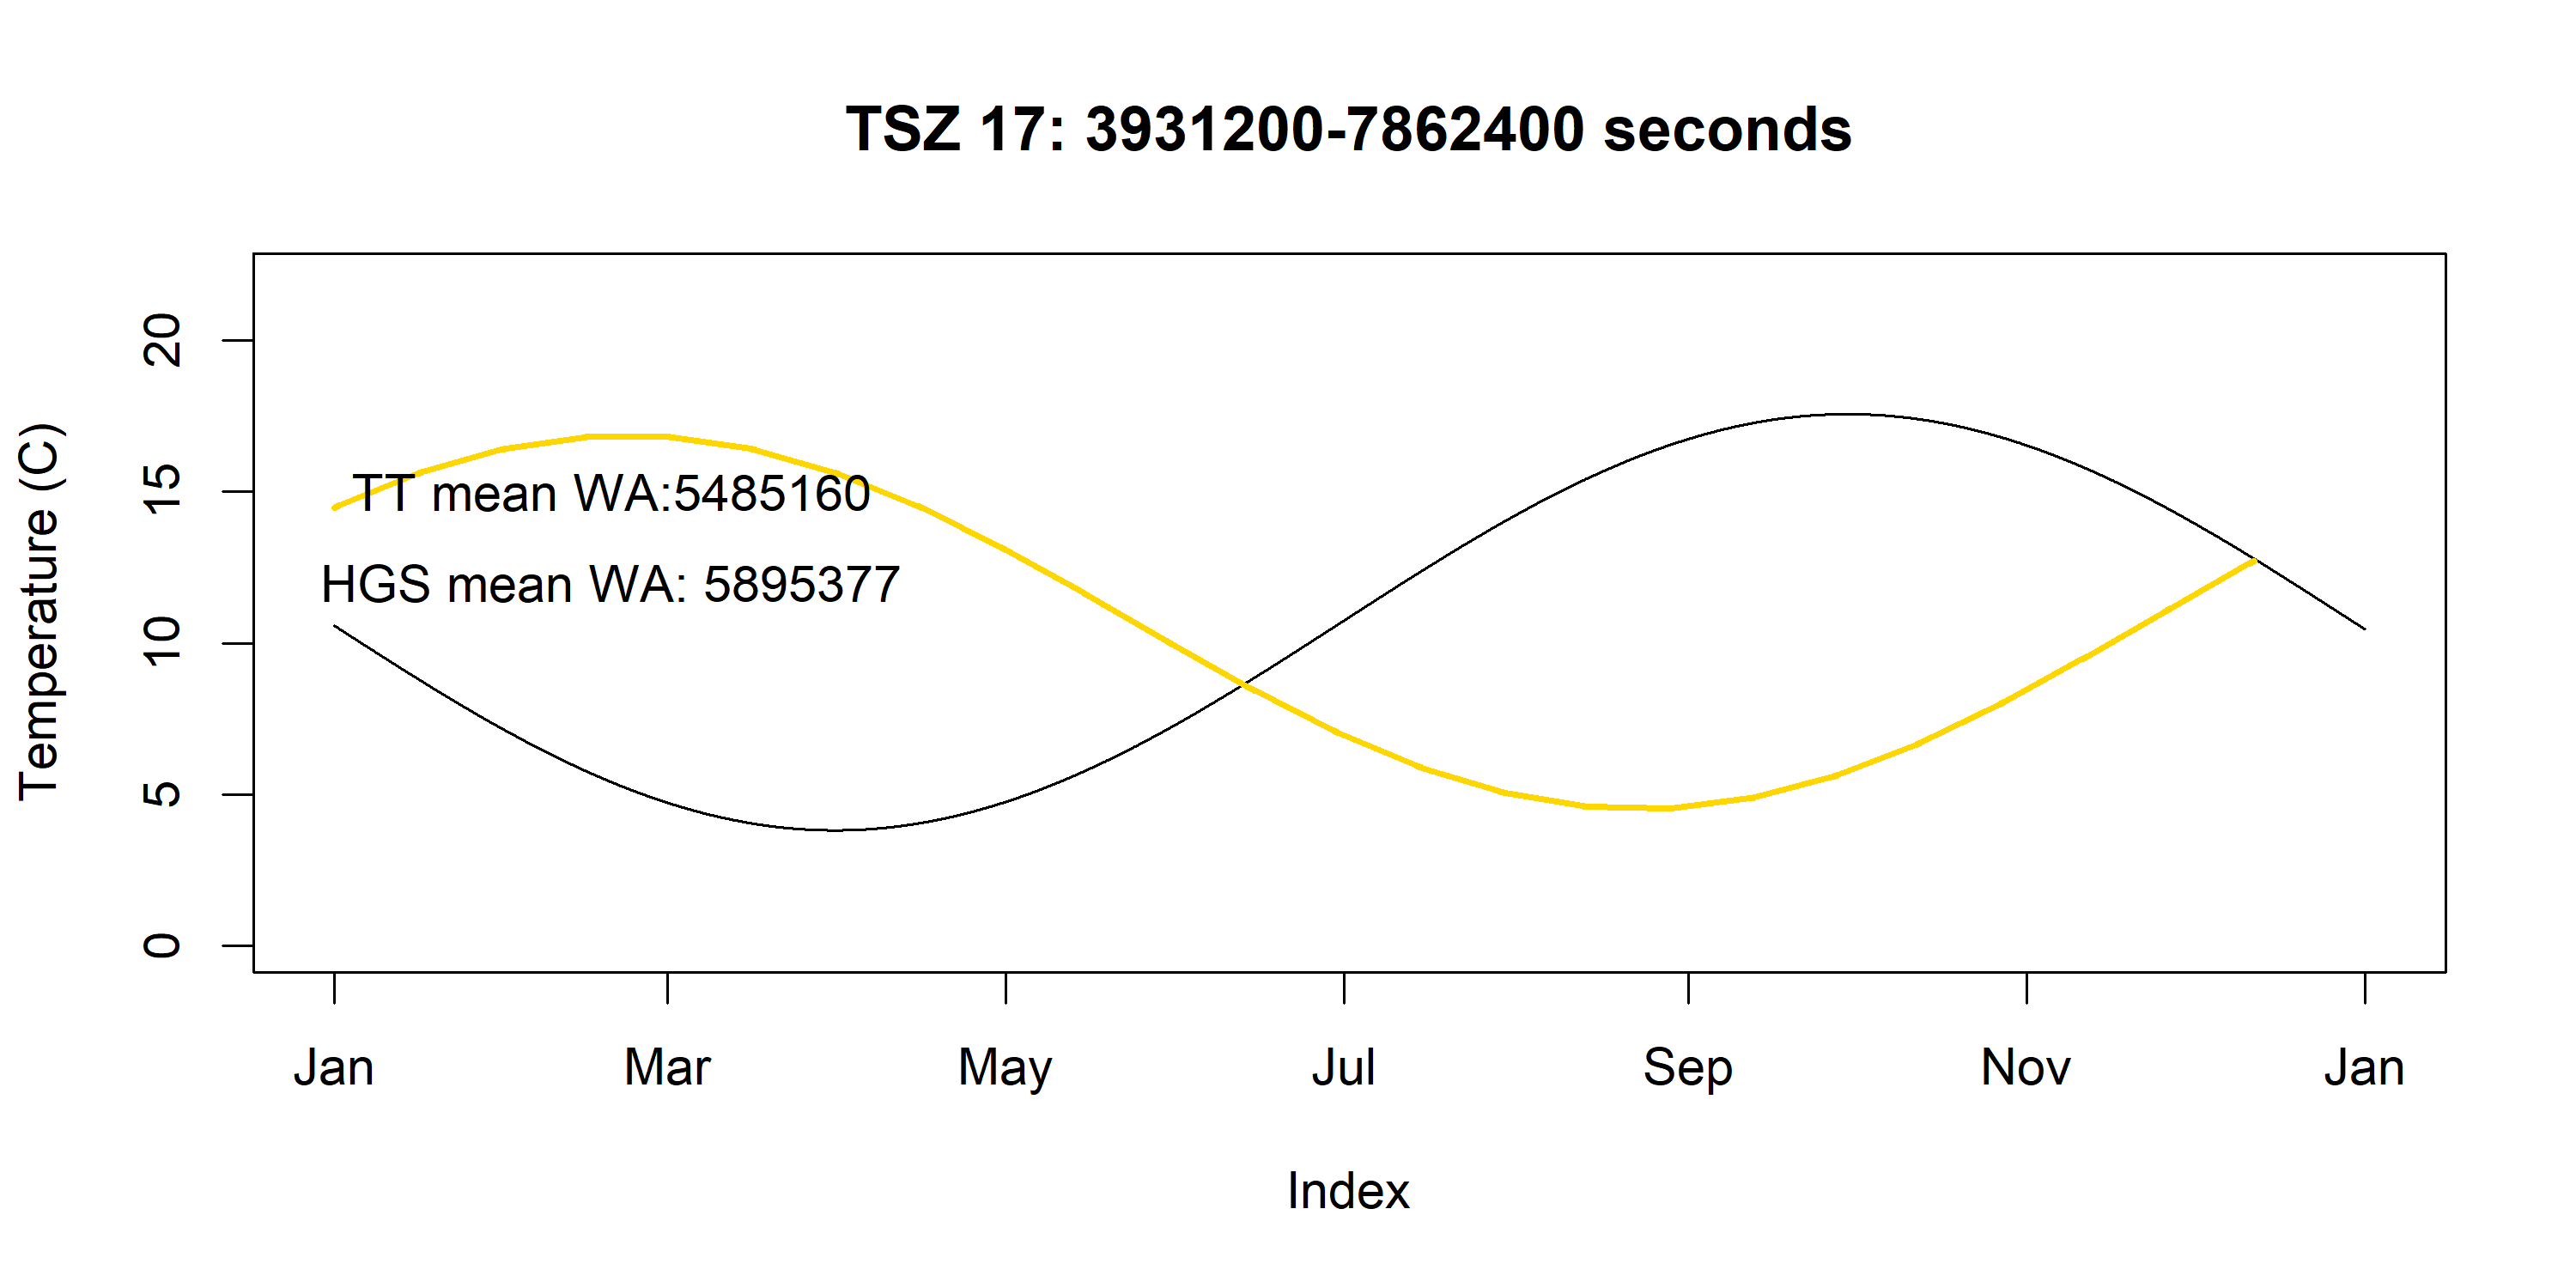 TSZ 17: 3931200-7862400 seconds
Temperature (C)
20
15
10
5
0
TT mean WA:5485160
HGS mean WA: 5895377
Jan Mar May Jul Sep Nov Jan
Index